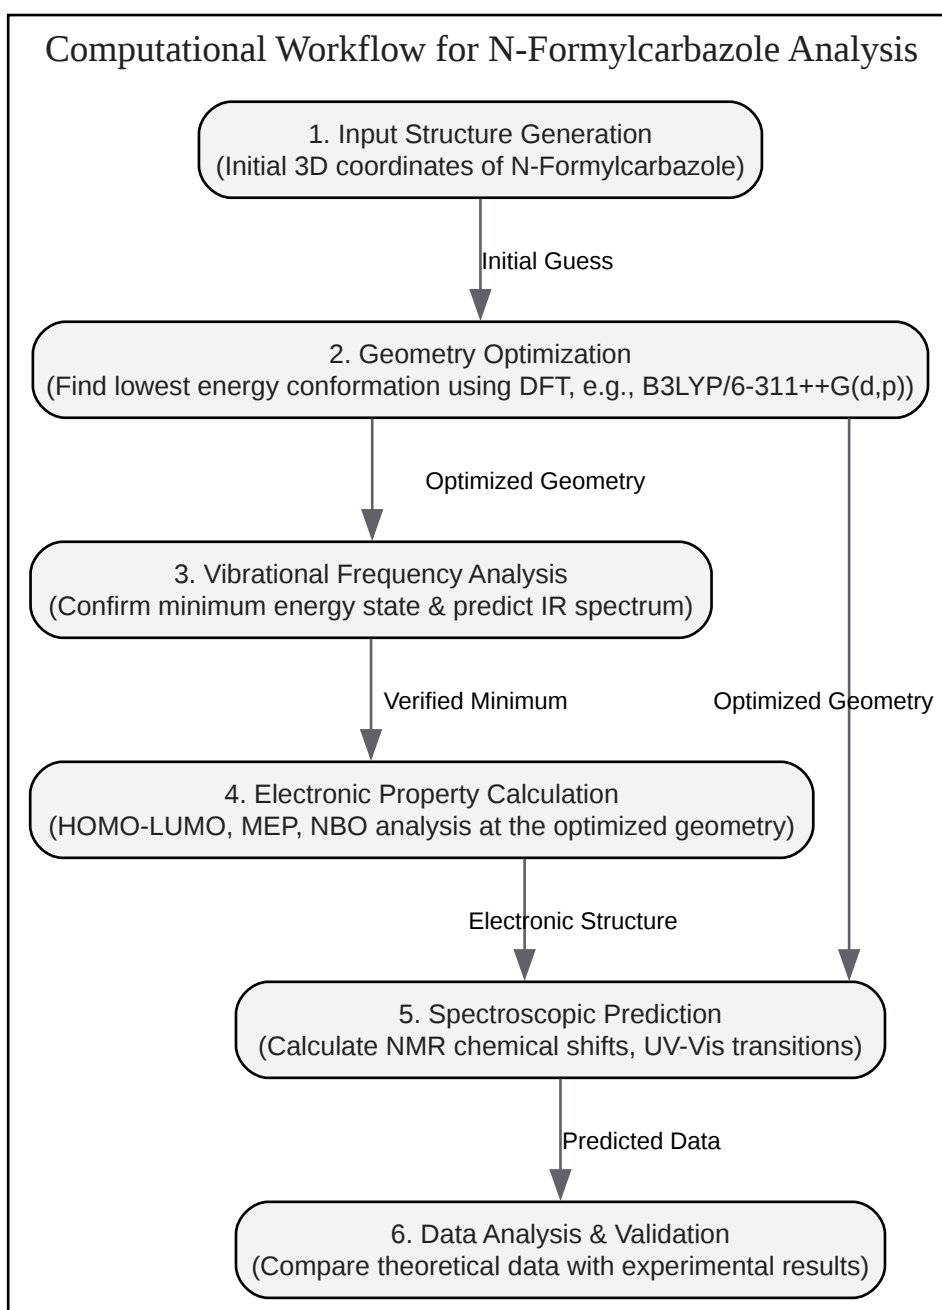 Computational Workflow for N-Formylcarbazole Analysis
1. Input Structure Generation
(Initial 3D coordinates of N-Formylcarbazole)
Initial Guess
2. Geometry Optimization
(Find lowest energy conformation using DFT, e.g., B3LYP/6-311++G(d,p))
Optimized Geometry
3. Vibrational Frequency Analysis
(Confirm minimum energy state & predict IR spectrum)
Verified Minimum
Optimized Geometry
4. Electronic Property Calculation
(HOMO-LUMO, MEP, NBO analysis at the optimized geometry)
Electronic Structure
5. Spectroscopic Prediction
(Calculate NMR chemical shifts, UV-Vis transitions)
Predicted Data
6. Data Analysis & Validation
(Compare theoretical data with experimental results)